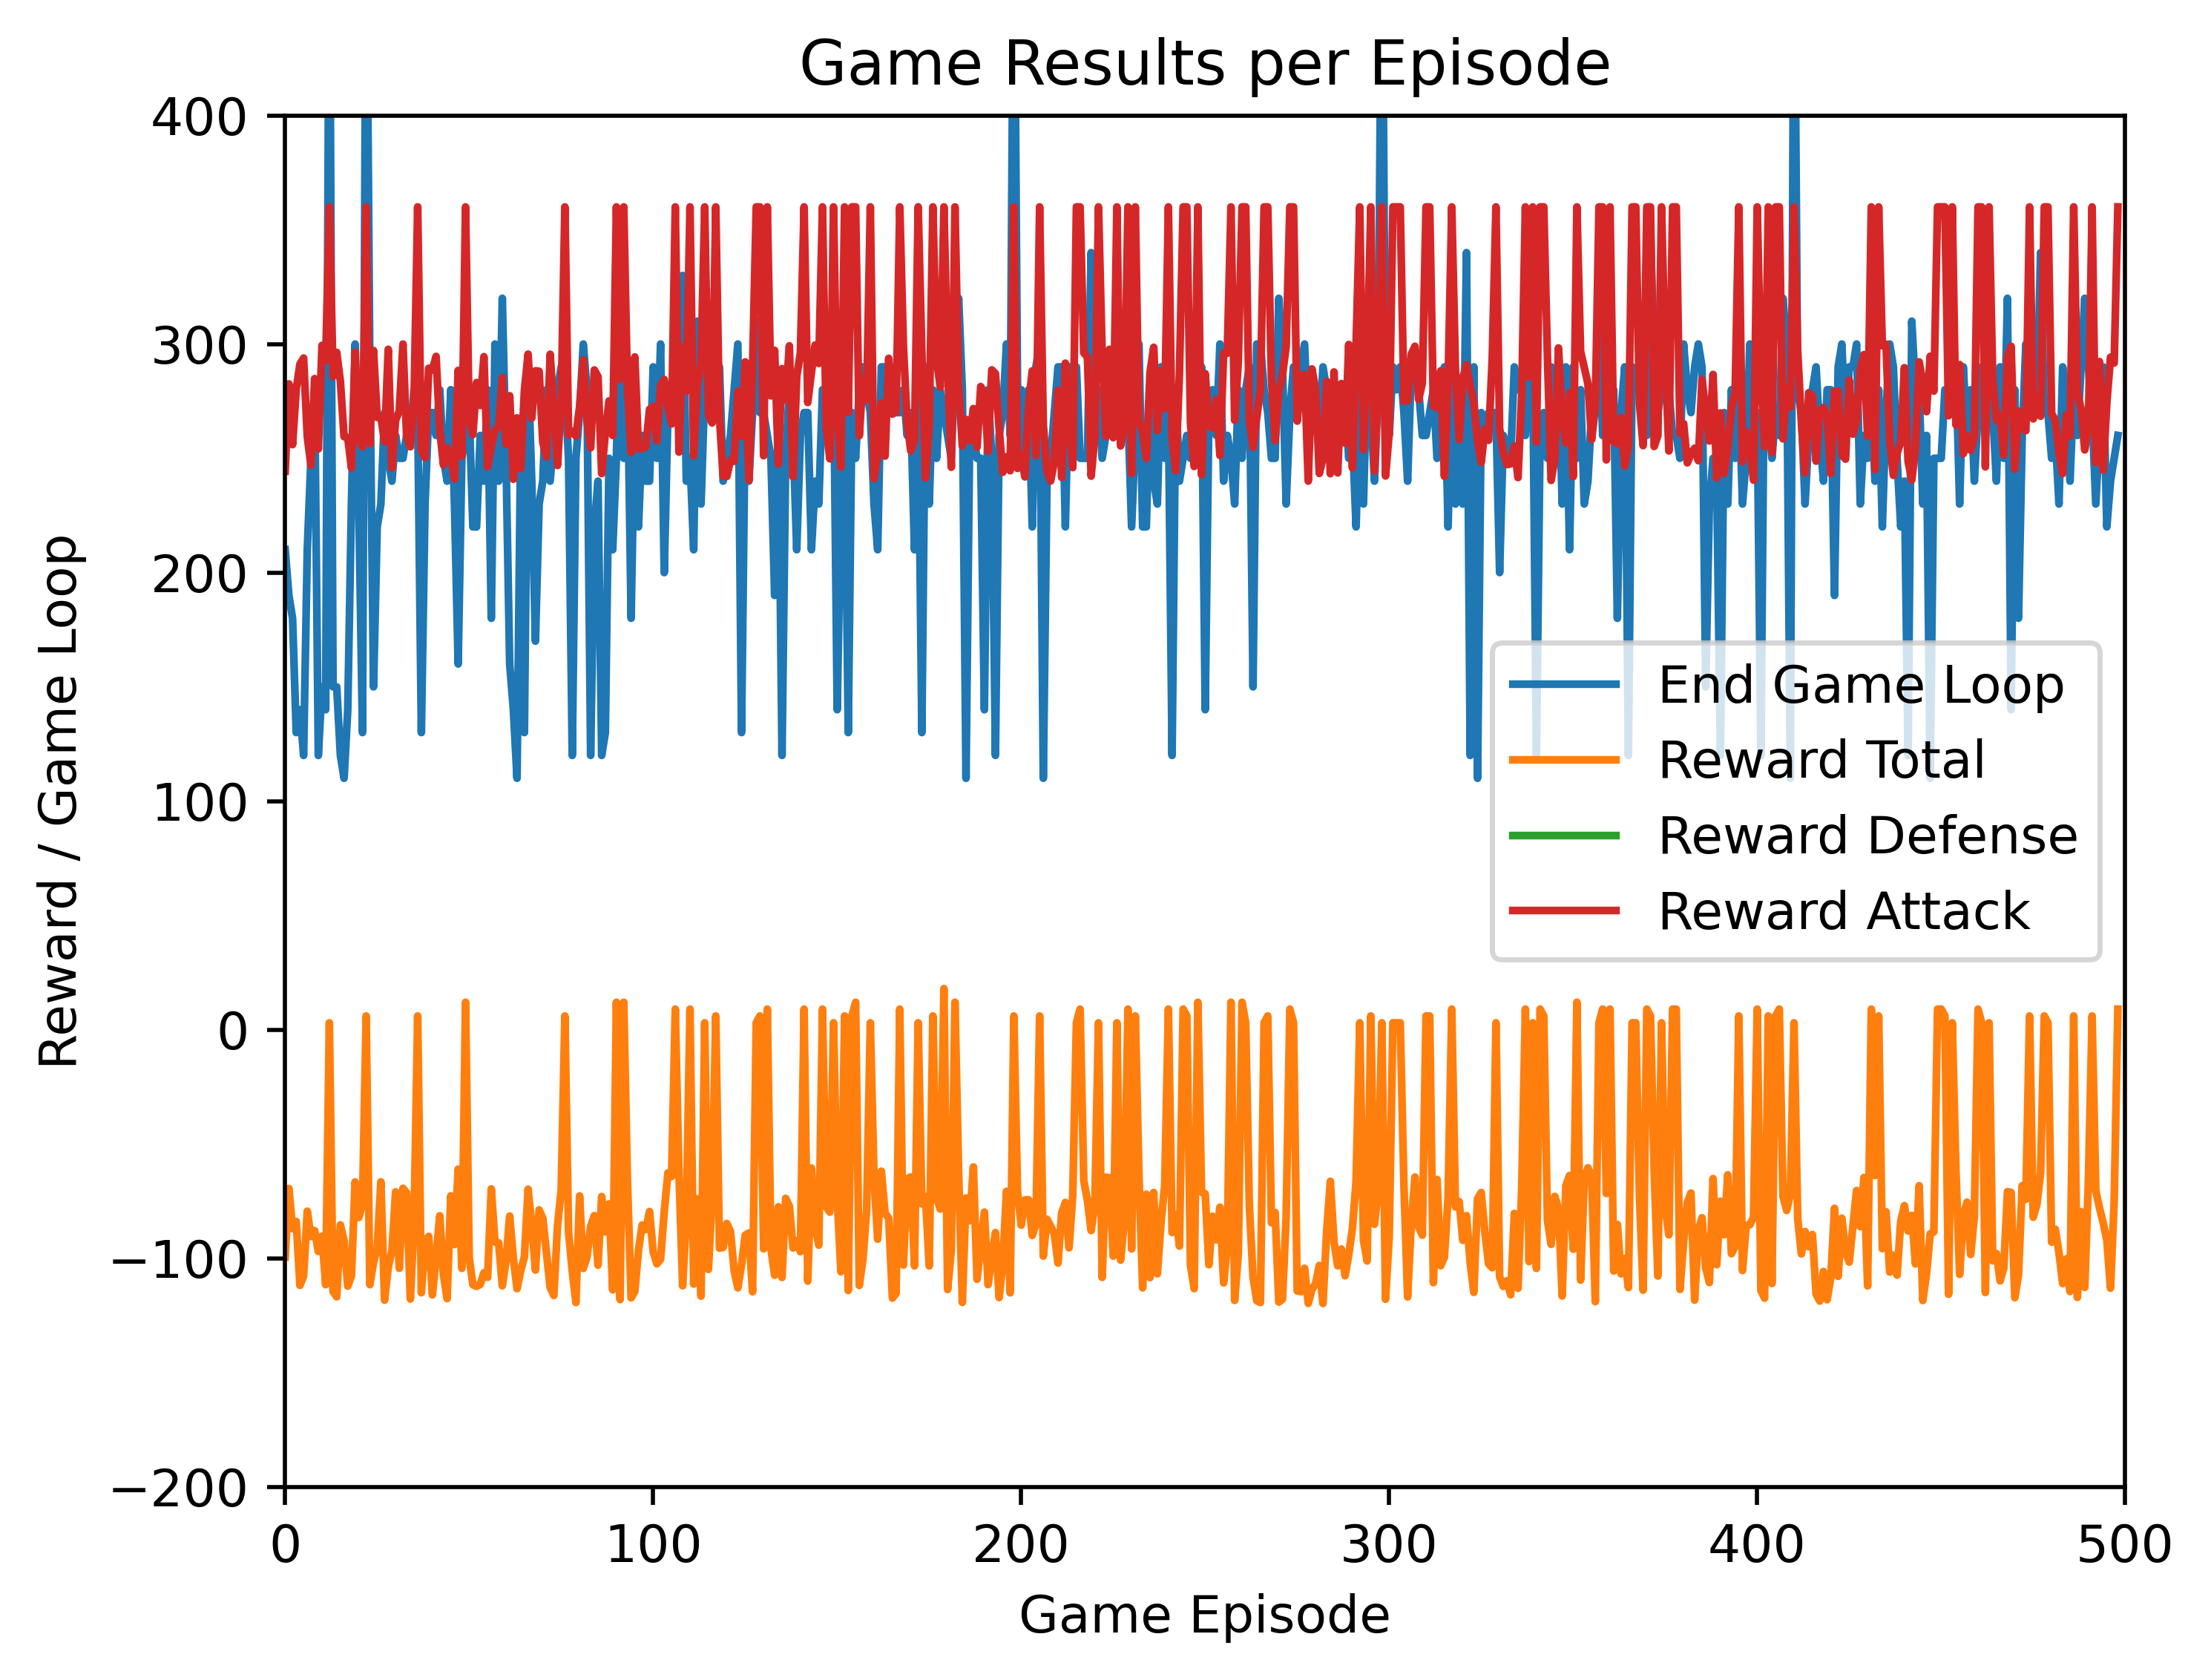 Game Results per Episode
400
300
200
100
0
−100
−200
Reward / Game Loop
End Game Loop
Reward Total
Reward Defense
Reward Attack
0 100 200 300 400 500
Game Episode